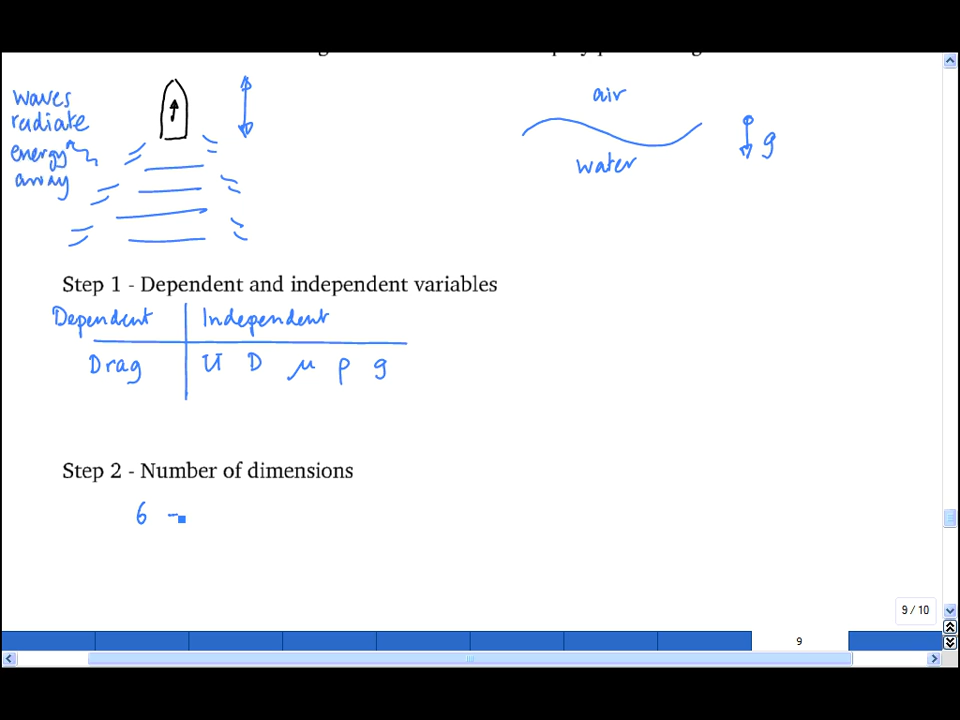 waves
radiate
energy
away
air
water
g
Step 1 - Dependent and independent variables
Dependent Independent
Drag U D μ ρ g
Step 2 - Number of dimensions
6 -
9 / 10
9